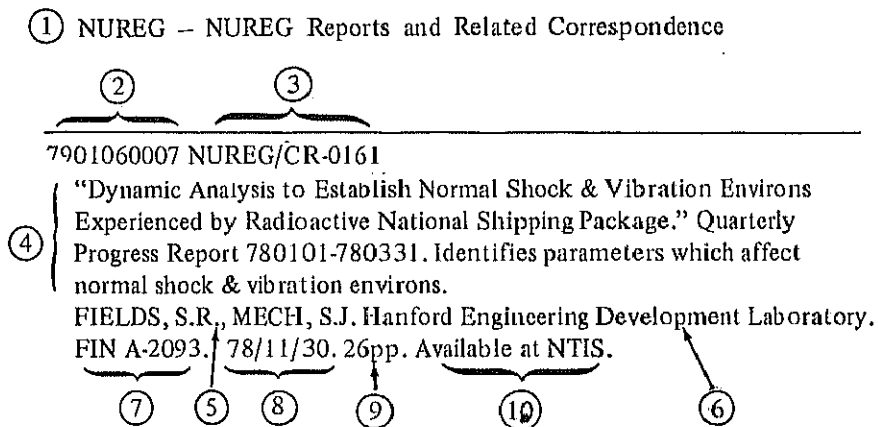 ① NUREG – NUREG Reports and Related Correspondence
② ③
7901060007 NUREG/CR-0161
④ “Dynamic Analysis to Establish Normal Shock & Vibration Environs
Experienced by Radioactive National Shipping Package.” Quarterly
Progress Report 780101-780331. Identifies parameters which affect
normal shock & vibration environs.
FIELDS, S.R., MECH, S.J. Hanford Engineering Development Laboratory.
FIN A-2093. 78/11/30. 26pp. Available at NTIS.
⑦ ⑤ ⑧ ⑨ ⑩ ⑥